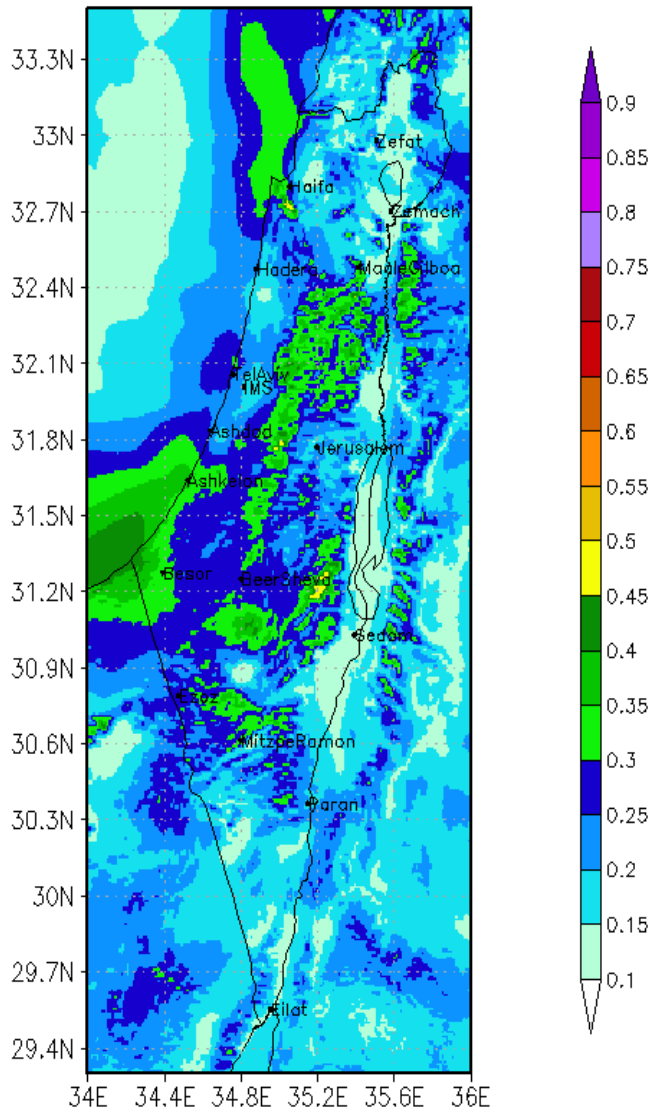 33.3N
33N
32.7N
32.4N
32.1N
31.8N
31.5N
31.2N
30.9N
30.6N
30.3N
30N
29.7N
29.4N
34E 34.4E 34.8E 35.2E 35.6E 36E
Zefat
Haifa
Zemach
Hadera
MaaleGilboa
TelAviv
IMS
Ashdod
Jerusalem
Ashkelon
Besor
BeerSheva
Sedom
Ezoz
MitzpeRamon
Paran
Eilat
0.9
0.85
0.8
0.75
0.7
0.65
0.6
0.55
0.5
0.45
0.4
0.35
0.3
0.25
0.2
0.15
0.1